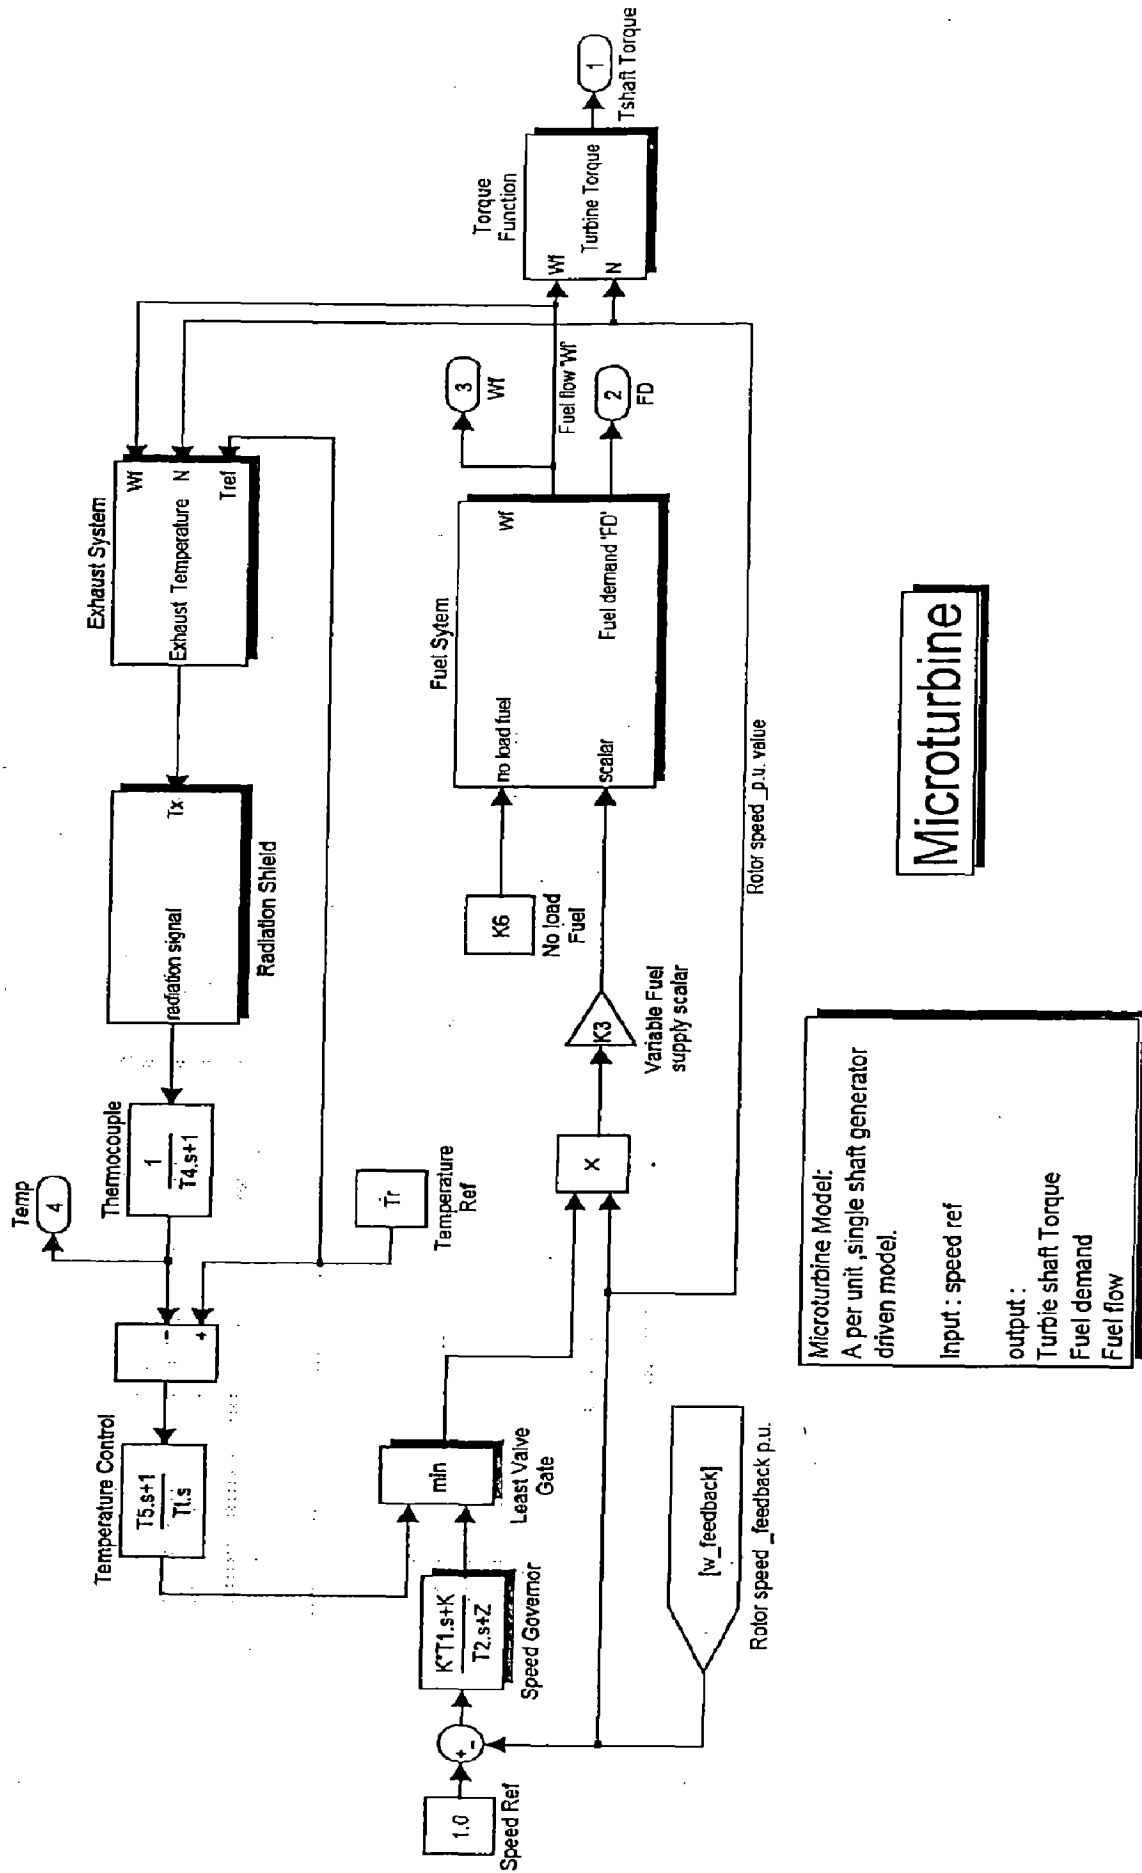 Temp
4
Thermocouple
1
T4.s+1
Temperature Control
T5.s+1
Tt.s
-
+
Radiation Shield
radiation signal
Tx
Exhaust System
Exhaust Temperature
Wf
N
Tref
Tr
Temperature
Ref
1.0
Speed Ref
+
-
K*T1.s+K
T2.s+Z
Speed Governor
min
Least Valve
Gate
X
K3
Variable Fuel
supply scalar
K6
No load
Fuel
Fuel Sytem
no load fuel
scalar
Wf
Fuel demand 'FD'
3
Wf
2
FD
Fuel flow 'Wf'
Torque
Function
Wf
N
Turbine Torque
1
Tshaft Torque
Rotor speed _p.u. value
[w_feedback]
Rotor speed _feedback p.u.
Microturbine Model:
A per unit ,single shaft generator
driven model.
Input : speed ref
output :
Turbie shaft Torque
Fuel demand
Fuel flow
Microturbine